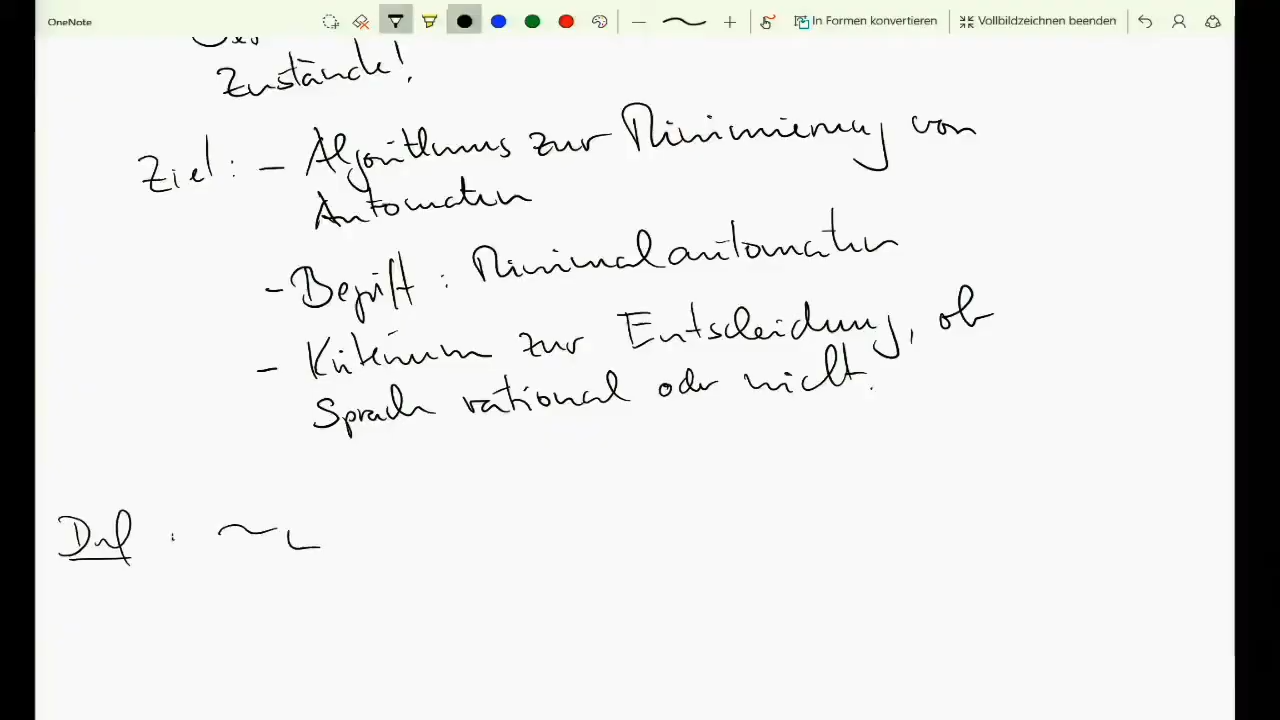 OneNote
In Formen konvertieren
Vollbildzeichnen beenden
Zustände!
Ziel: - Algorithmus zur Minimierung von
Automaten
- Begriff: Minimalautomaten
- Kriterium zur Entscheidung, ob
Sprache rational oder nicht.
Def: ~L